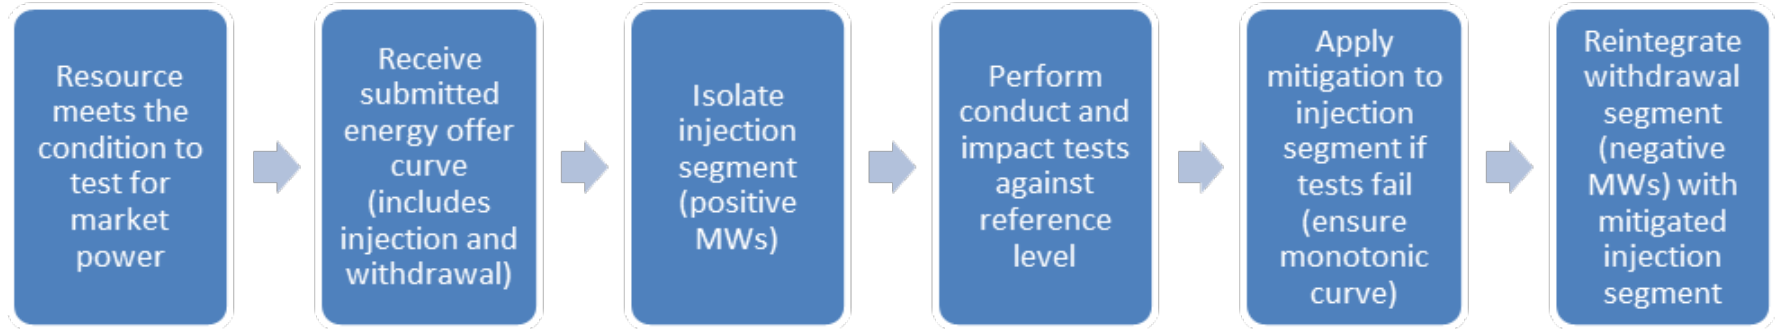 Resource
meets the
condition to
test for
market
power
Receive
submitted
energy offer
curve
(includes
injection and
withdrawal)
Isolate
injection
segment
(positive
MWs)
Perform
conduct and
impact tests
against
reference
level
Apply
mitigation to
injection
segment if
tests fail
(ensure
monotonic
curve)
Reintegrate
withdrawal
segment
(negative
MWs) with
mitigated
injection
segment